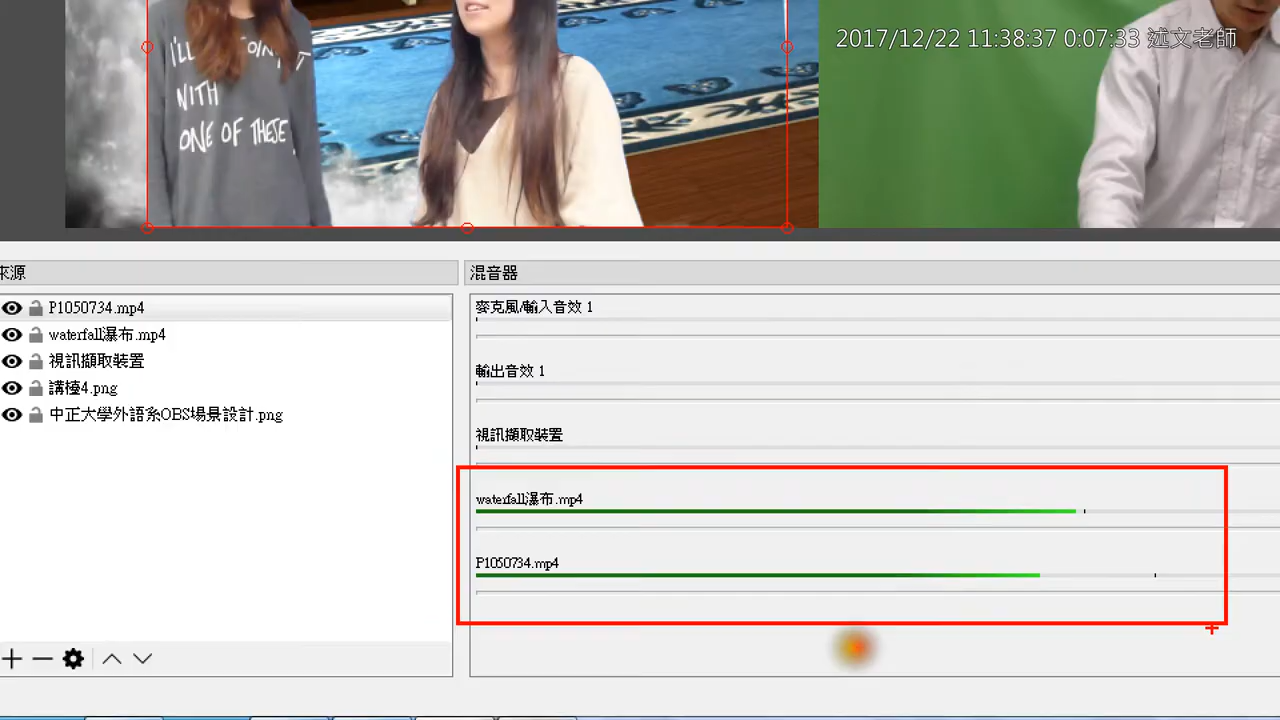 I'LL
WITH
ONE OF THESE
2017/12/22 11:38:37 0:07:33 述文老師
來源
P1050734.mp4
waterfall瀑布.mp4
視訊擷取裝置
講檯4.png
中正大學外語系OBS場景設計.png
混音器
麥克風/輸入音效 1
輸出音效 1
視訊擷取裝置
waterfall瀑布.mp4
P1050734.mp4